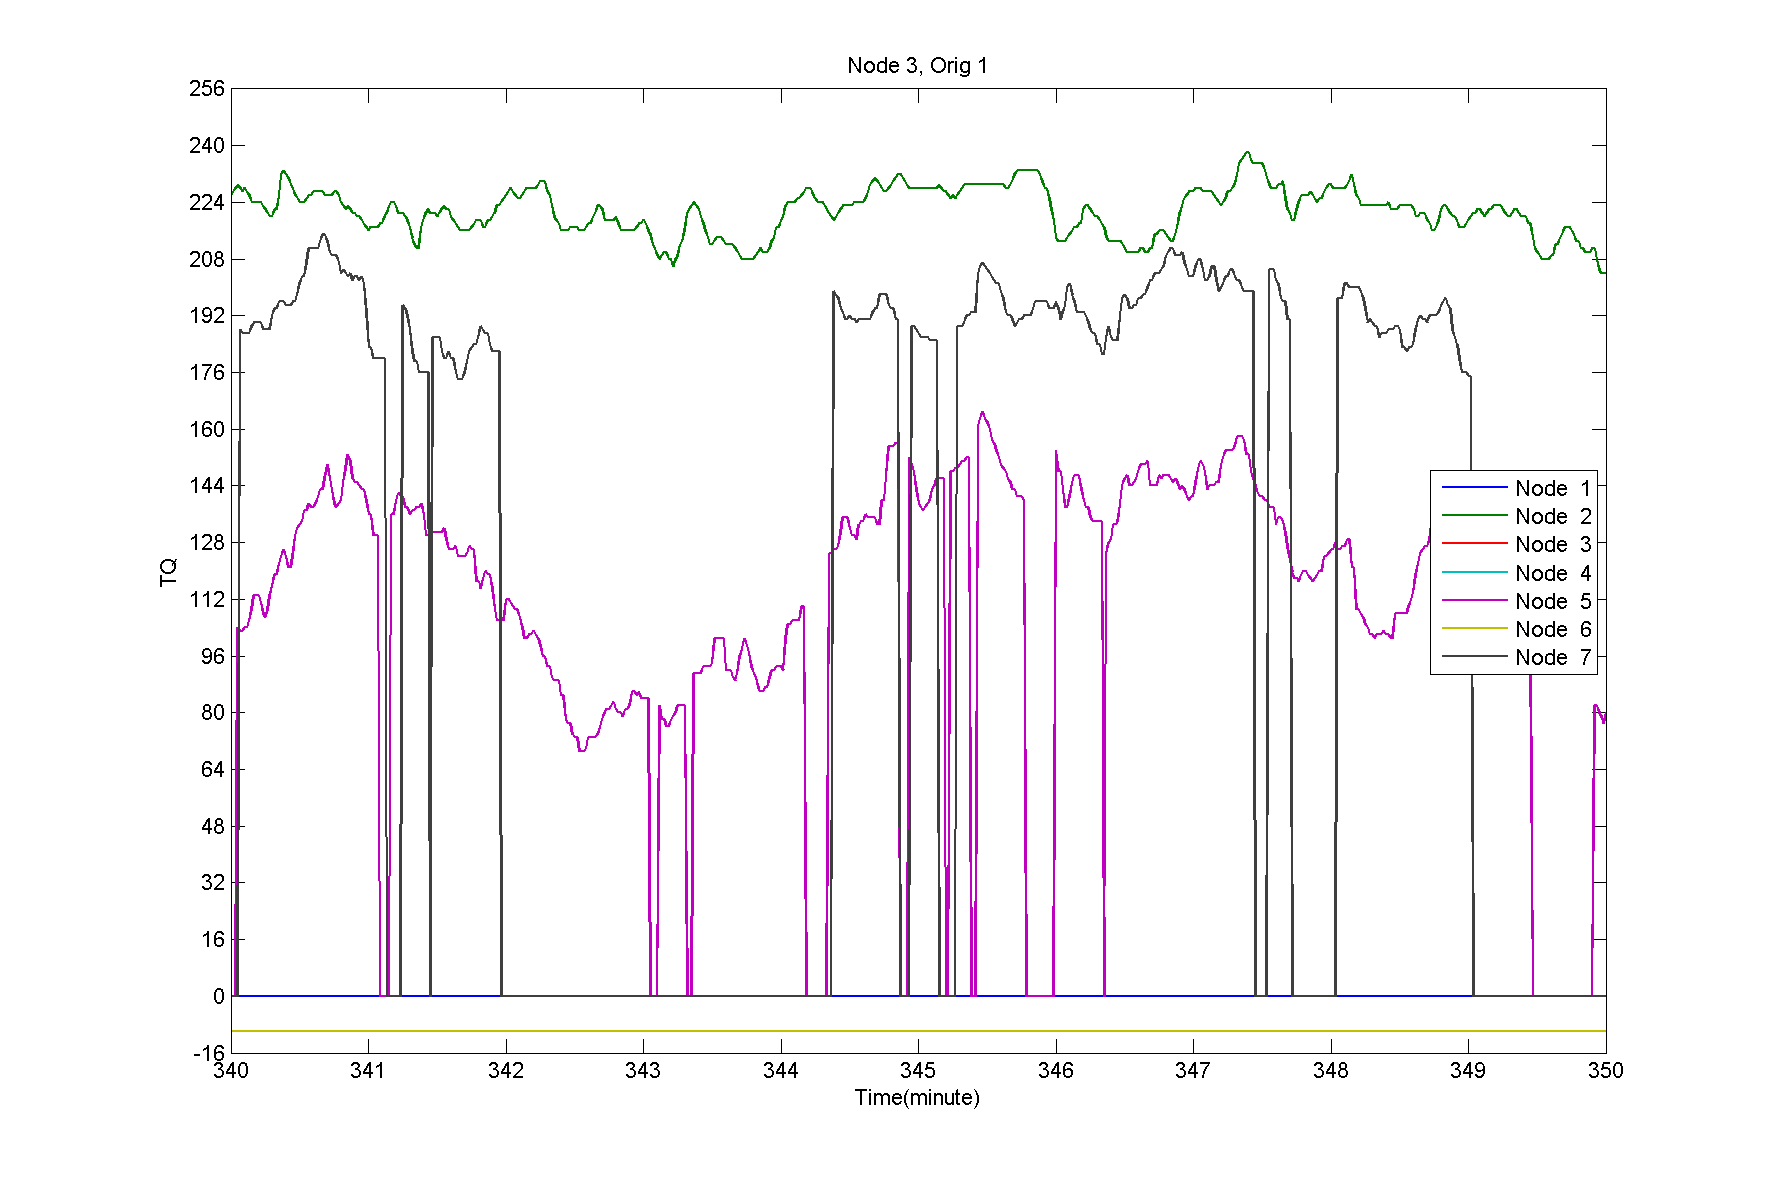 Node 3, Orig 1
256
240
224
208
192
176
160
144
128
112
96
80
64
48
32
16
0
-16
TQ
Node 1
Node 2
Node 3
Node 4
Node 5
Node 6
Node 7
340 341 342 343 344 345 346 347 348 349 350
Time(minute)